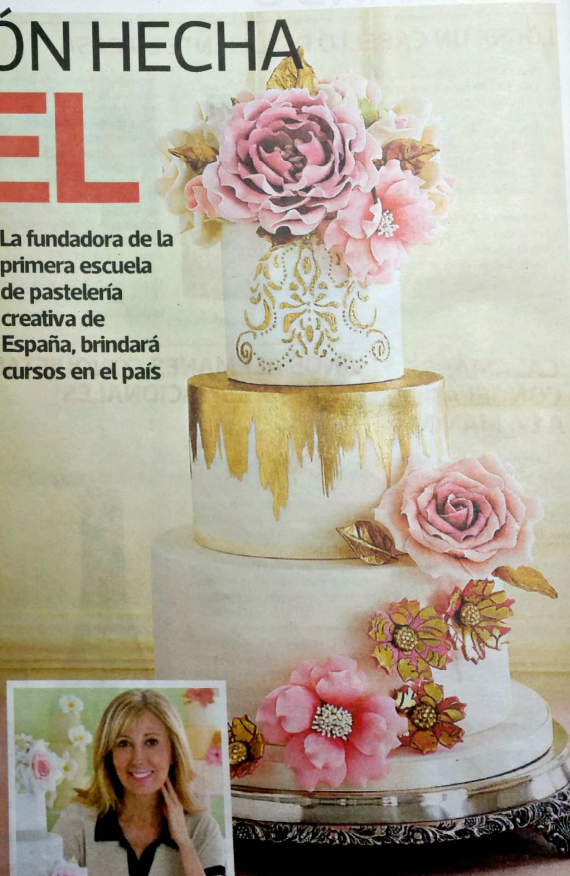 ÓN HECHA
EL
La fundadora de la
primera escuela
de pastelería
creativa de
España, brindará
cursos en el país